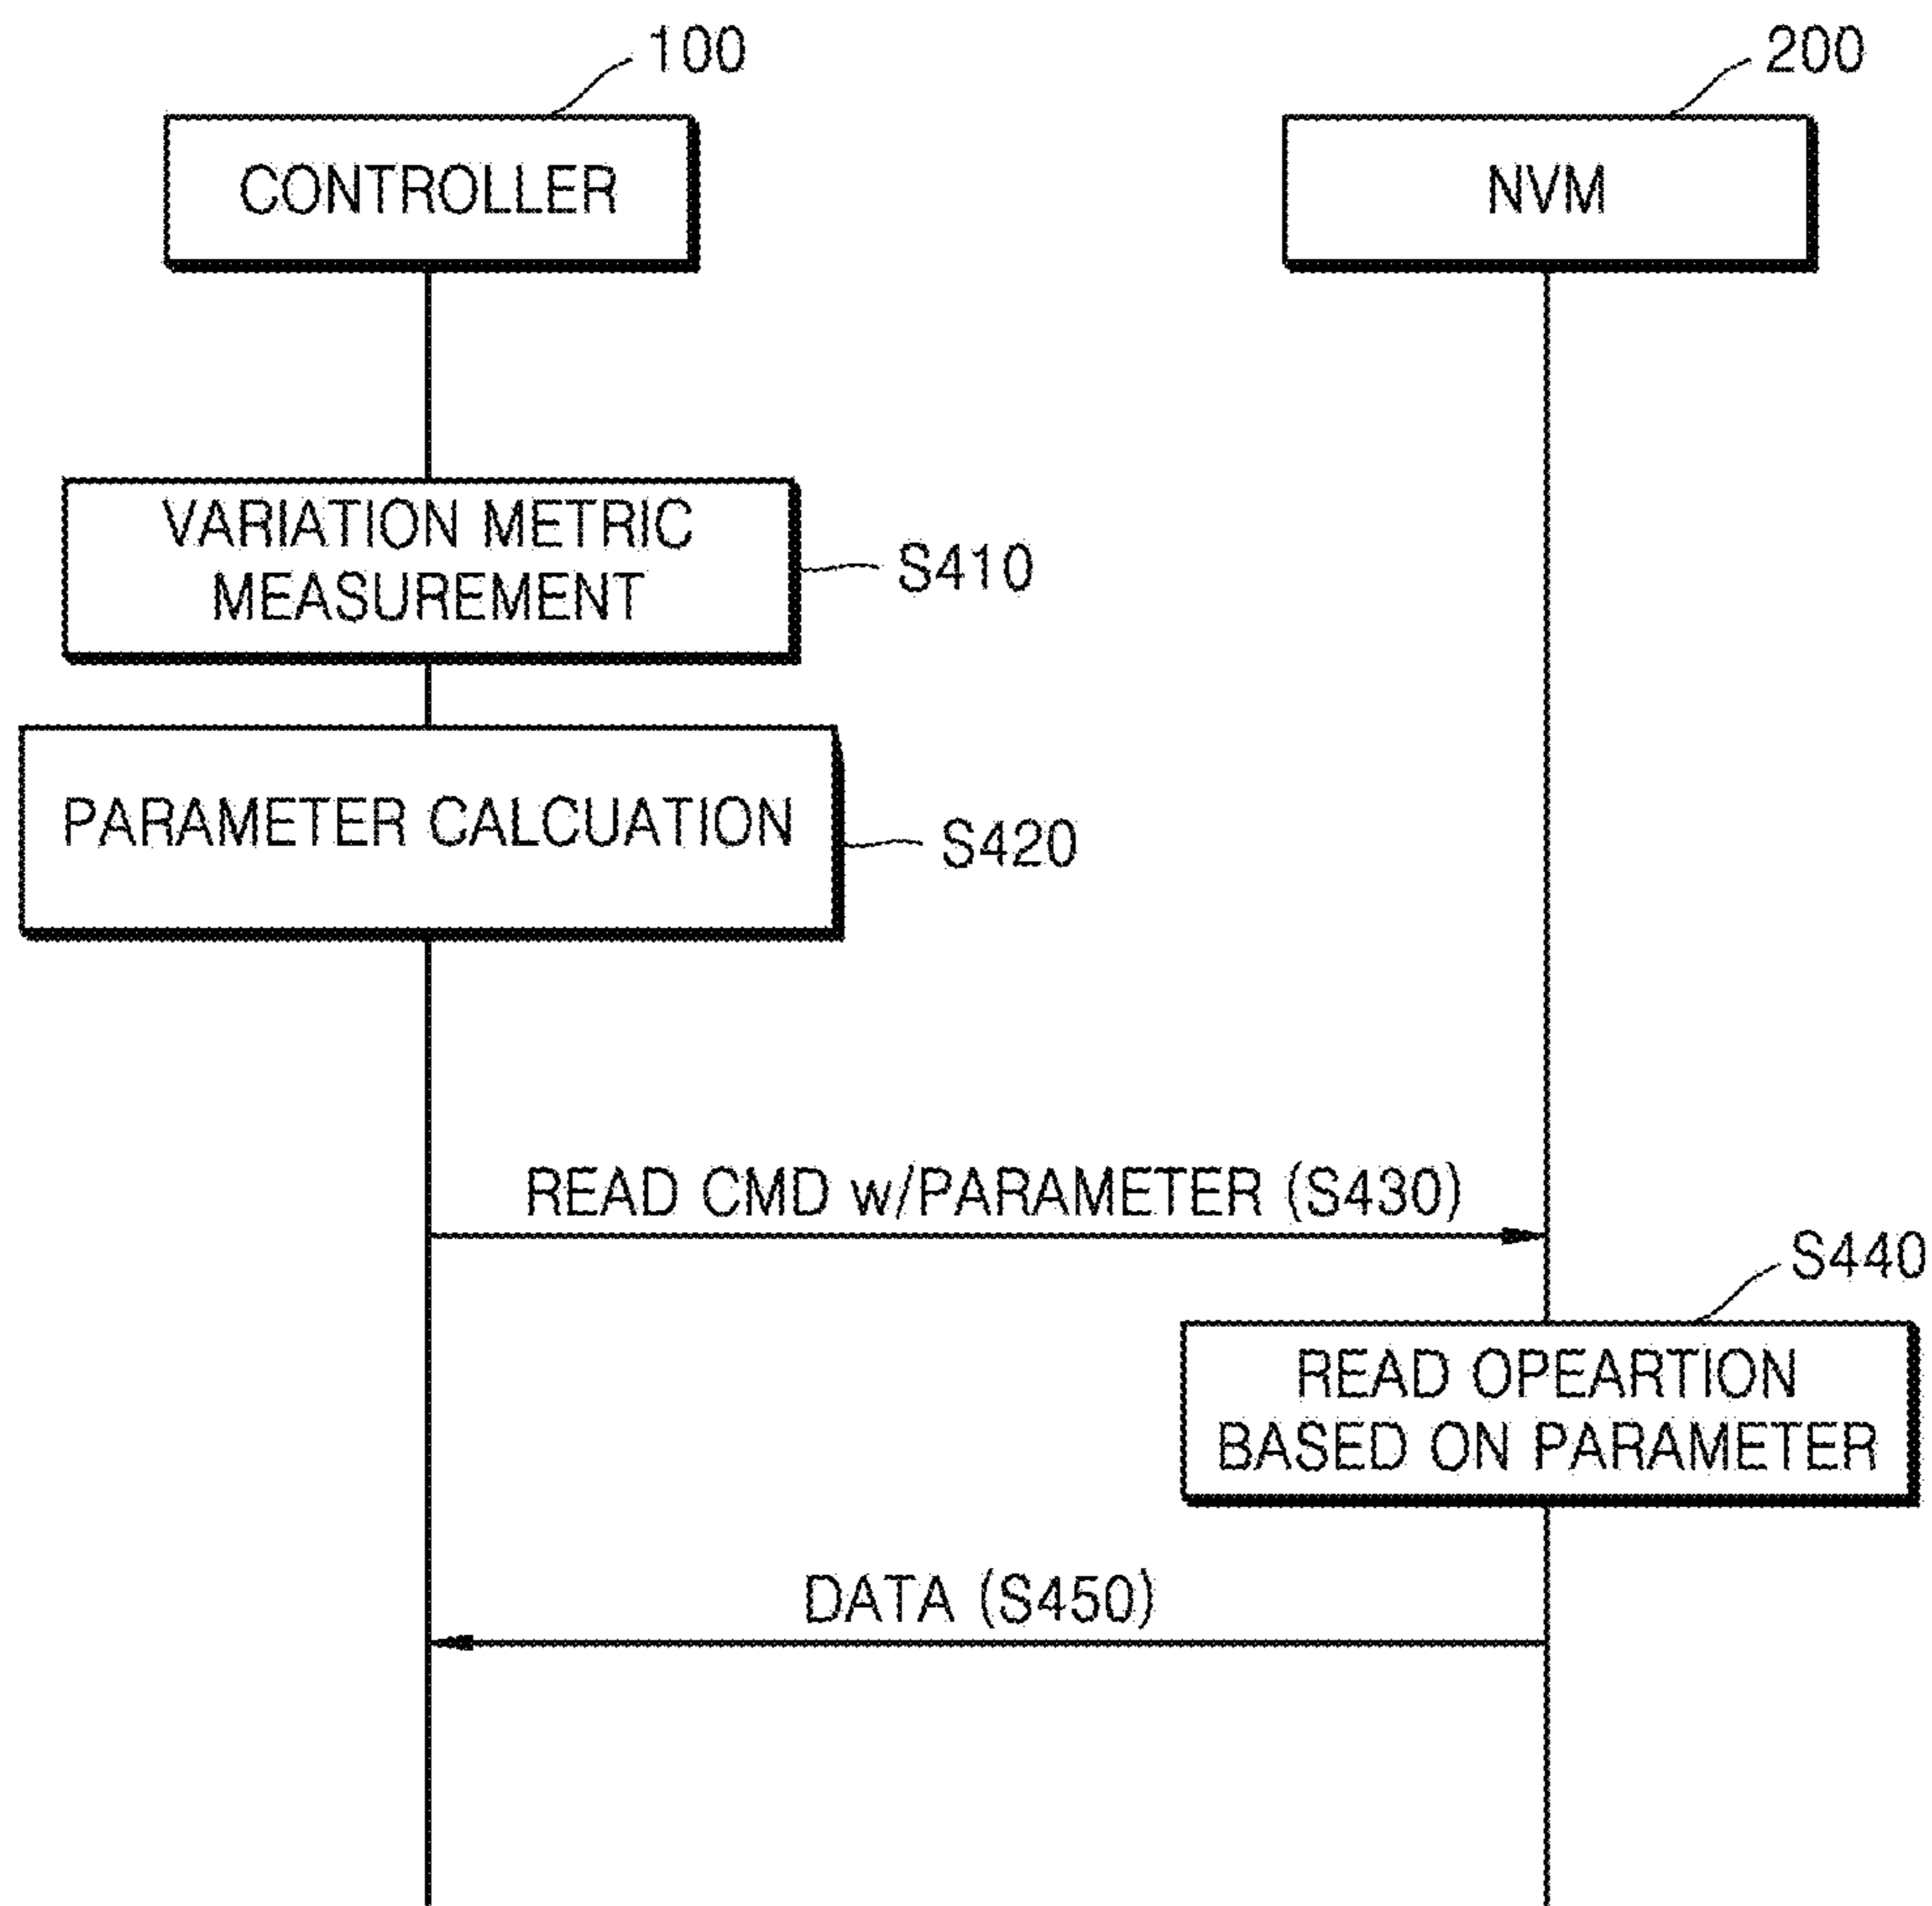 100
200
CONTROLLER
NVM
VARIATION METRIC
MEASUREMENT
S410
PARAMETER CALCUATION
S420
READ CMD w/PARAMETER (S430)
S440
READ OPEARTION
BASED ON PARAMETER
DATA (S450)